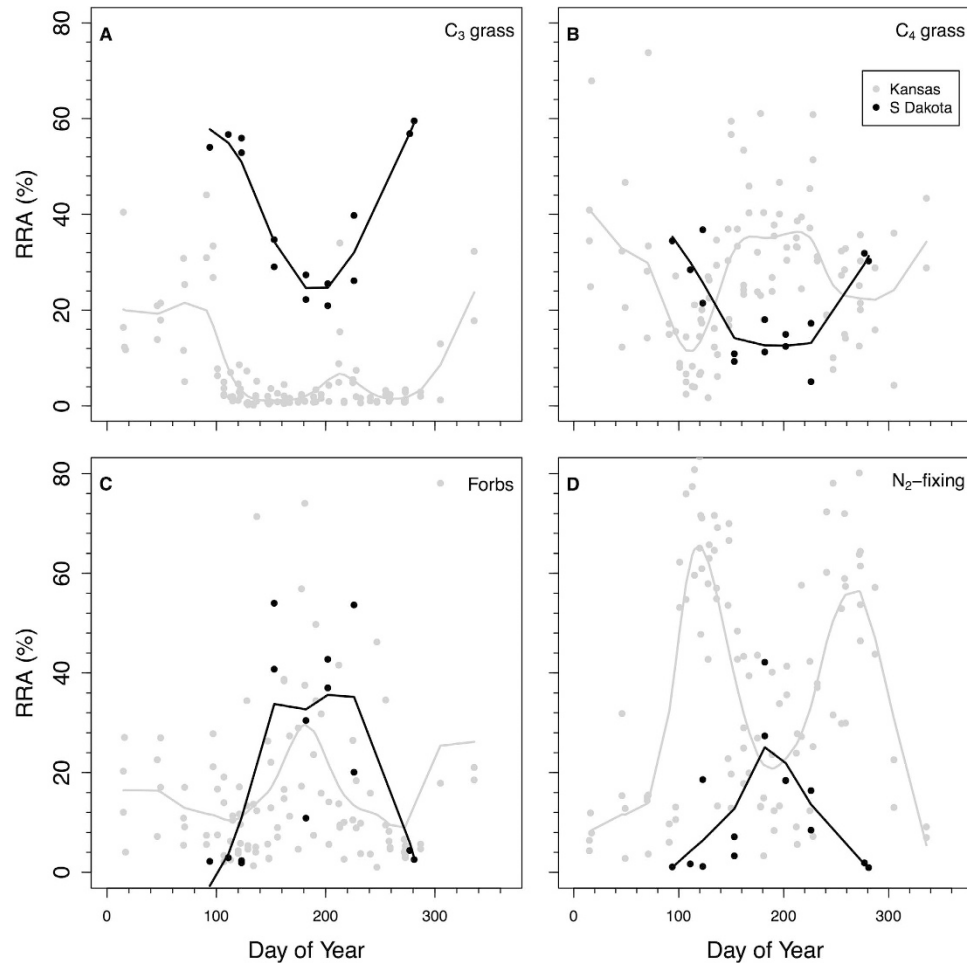 A
C₃ grass
B
C₄ grass
Kansas
S Dakota
80
60
40
20
0
RRA (%)
C
Forbs
D
N₂−fixing
80
60
40
20
0
RRA (%)
0 100 200 300
0 100 200 300
Day of Year
Day of Year